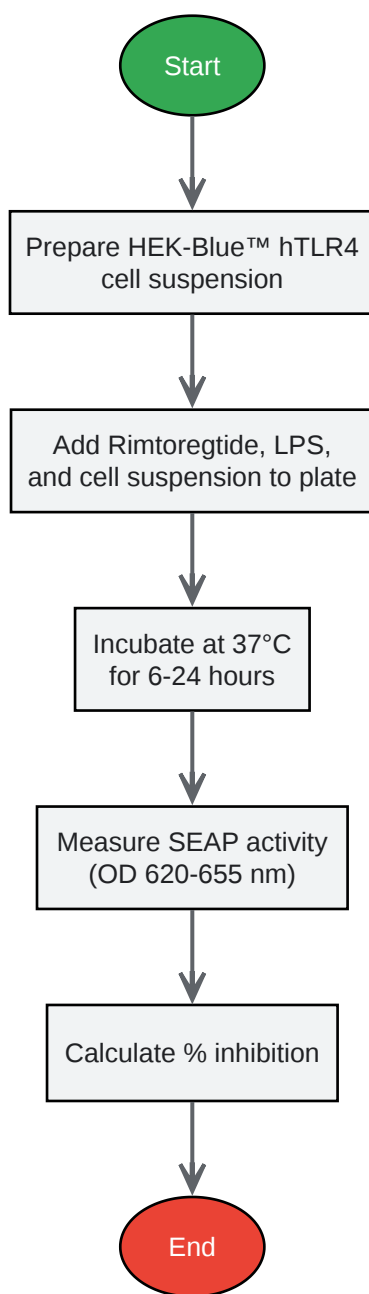 Start
Prepare HEK-Blue™ hTLR4
cell suspension
Add Rimtoregtide, LPS,
and cell suspension to plate
Incubate at 37°C
for 6-24 hours
Measure SEAP activity
(OD 620-655 nm)
Calculate % inhibition
End